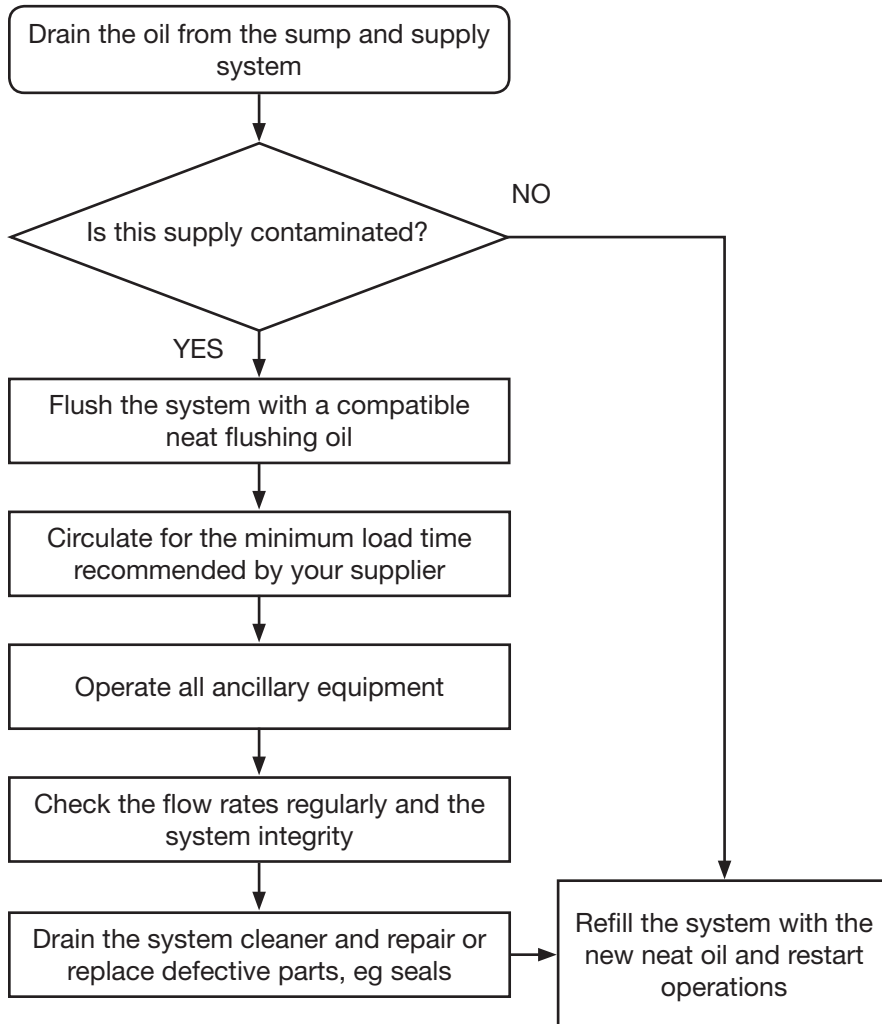 Drain the oil from the sump and supply
system
Is this supply contaminated?
NO
YES
Flush the system with a compatible
neat flushing oil
Circulate for the minimum load time
recommended by your supplier
Operate all ancillary equipment
Check the flow rates regularly and the
system integrity
Drain the system cleaner and repair or
replace defective parts, eg seals
Refill the system with the
new neat oil and restart
operations